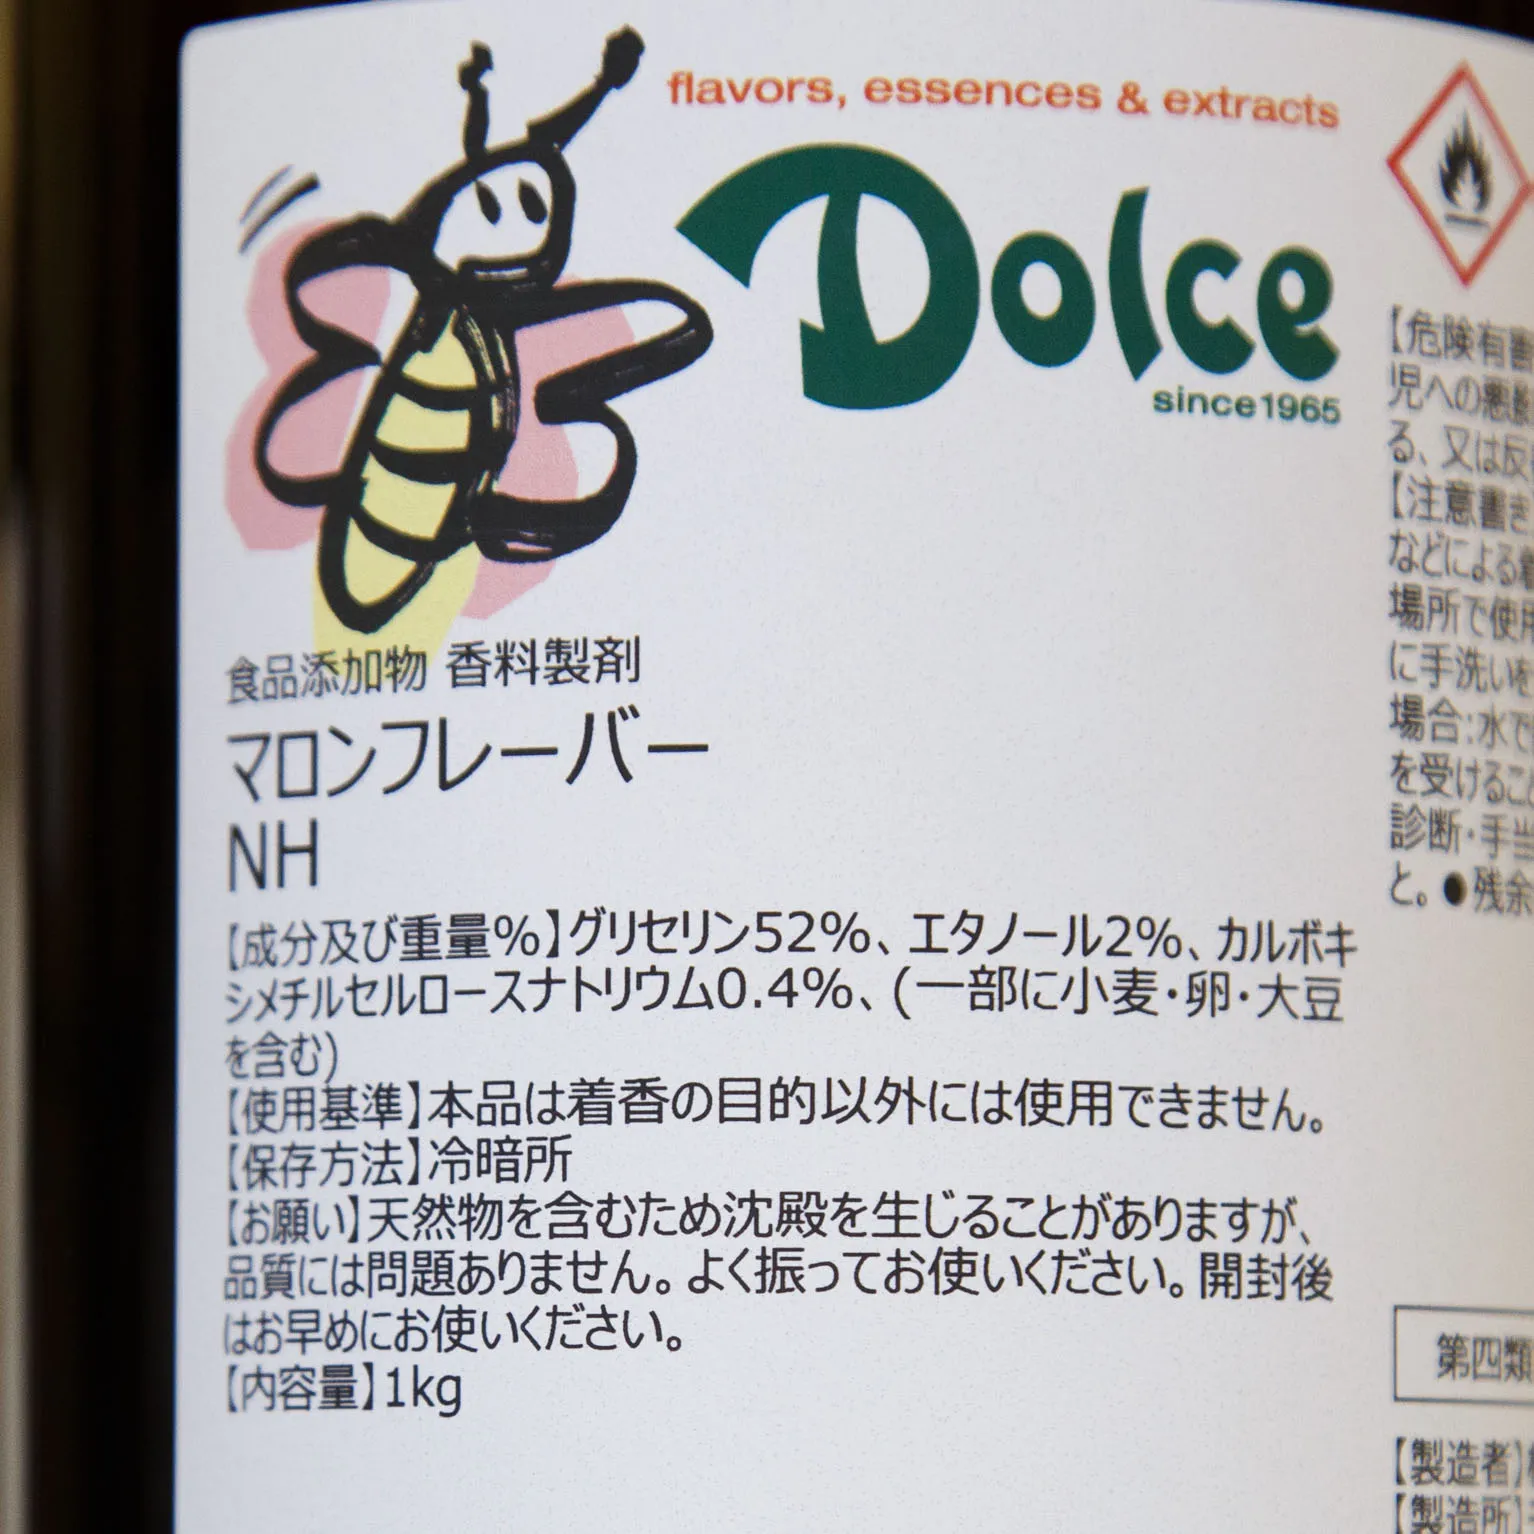 flavors, essences & extracts
Dolce
since1965
食品添加物 香料製剤
マロンフレーバー
NH
【成分及び重量%】グリセリン52%、エタノール2%、カルボキ
シメチルセルロースナトリウム0.4%、(一部に小麦・卵・大豆
を含む)
【使用基準】本品は着香の目的以外には使用できません。
【保存方法】冷暗所
【お願い】天然物を含むため沈殿を生じることがありますが、
品質には問題ありません。よく振ってお使いください。開封後
はお早めにお使いください。
【内容量】1kg
【危険有害
児への悪影
る、又は反
【注意書き
などによる着
場所で使用
に手洗いを
場合:水で
を受けること
診断・手当
と。●残余
第四類
【製造者】
【製造所】